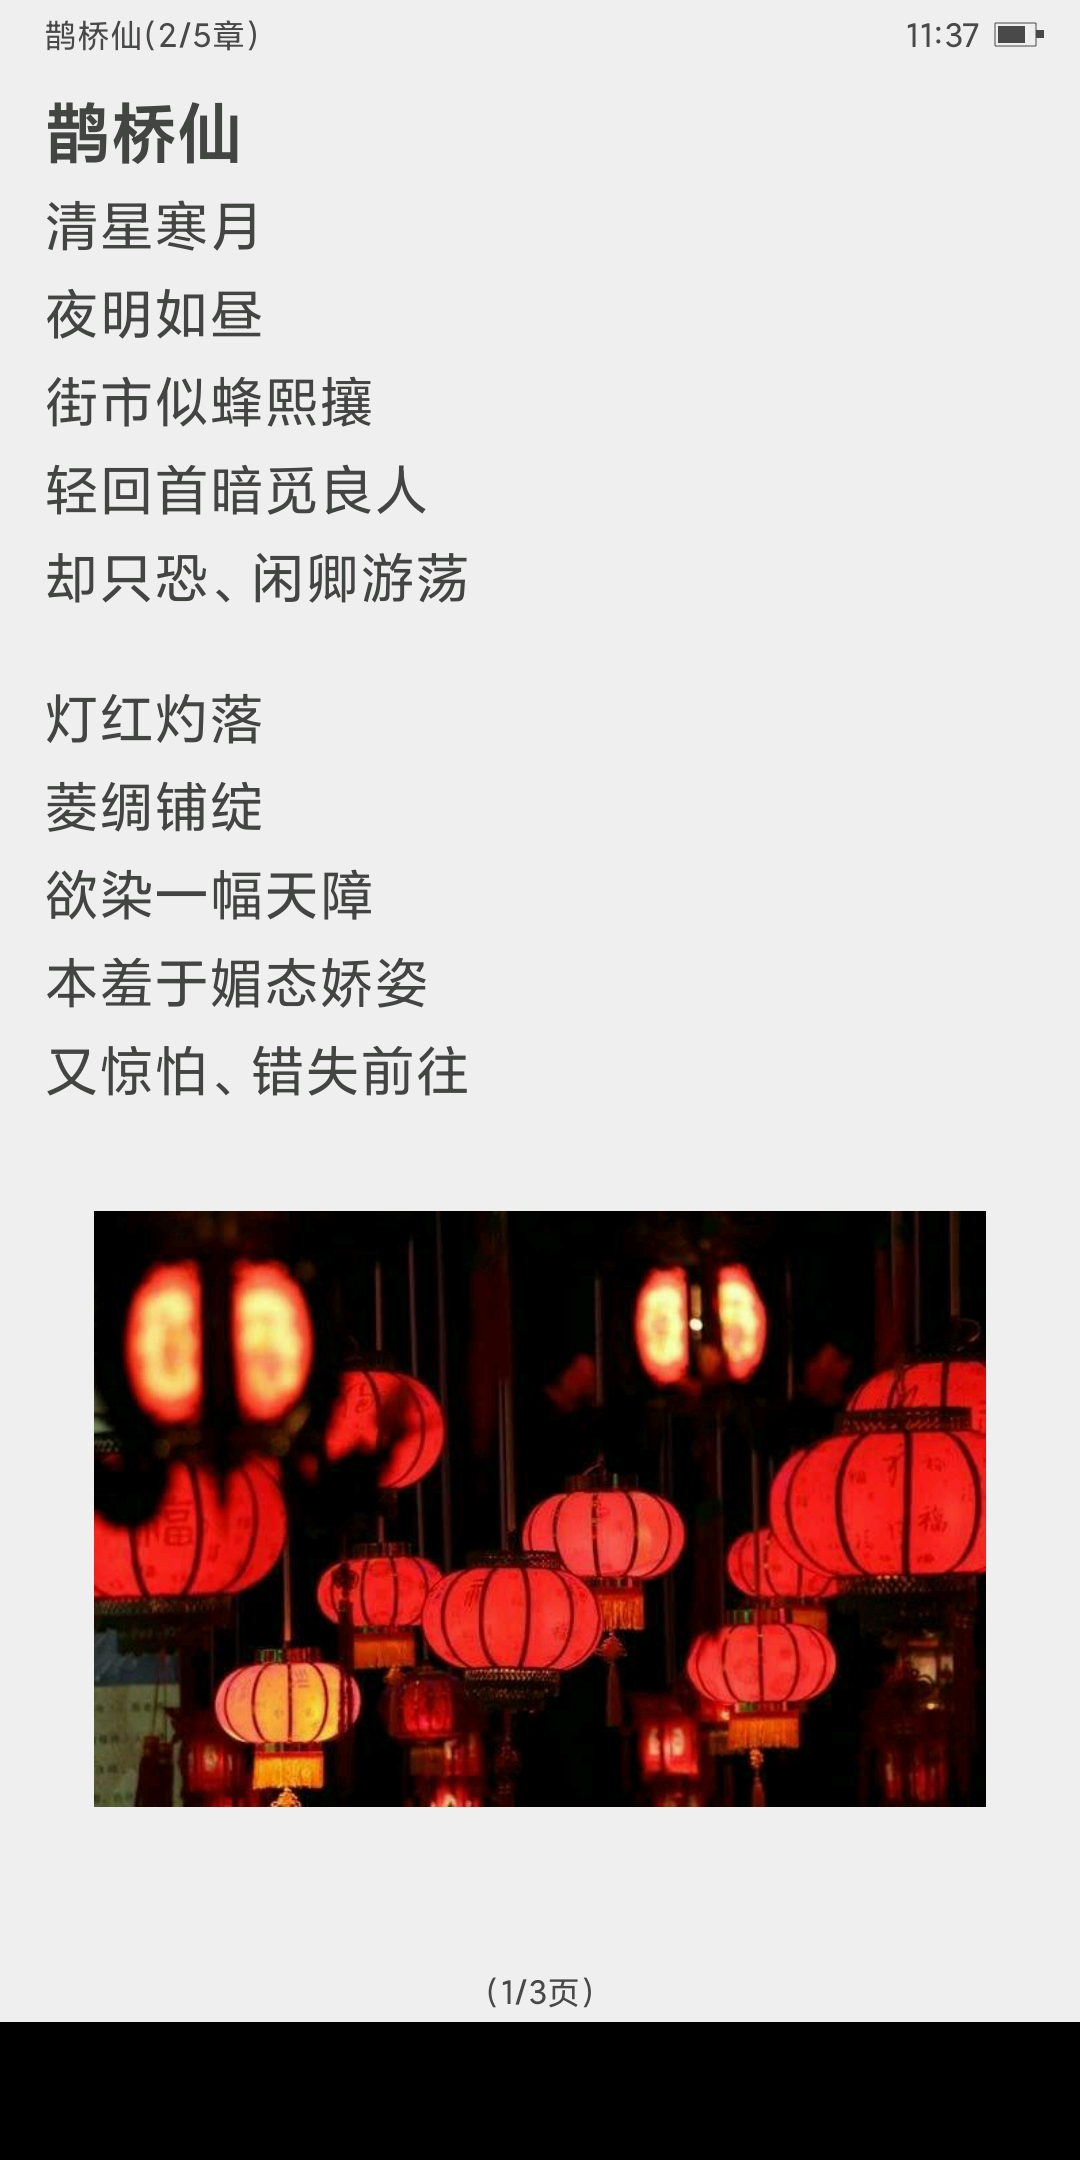 鹊桥仙(2/5章)
11:37
鹊桥仙
清星寒月
夜明如昼
街市似蜂熙攘
轻回首暗觅良人
却只恐、闲卿游荡
灯红灼落
菱绸铺绽
欲染一幅天障
本羞于媚态娇姿
又惊怕、错失前往
福
福
(1/3页)